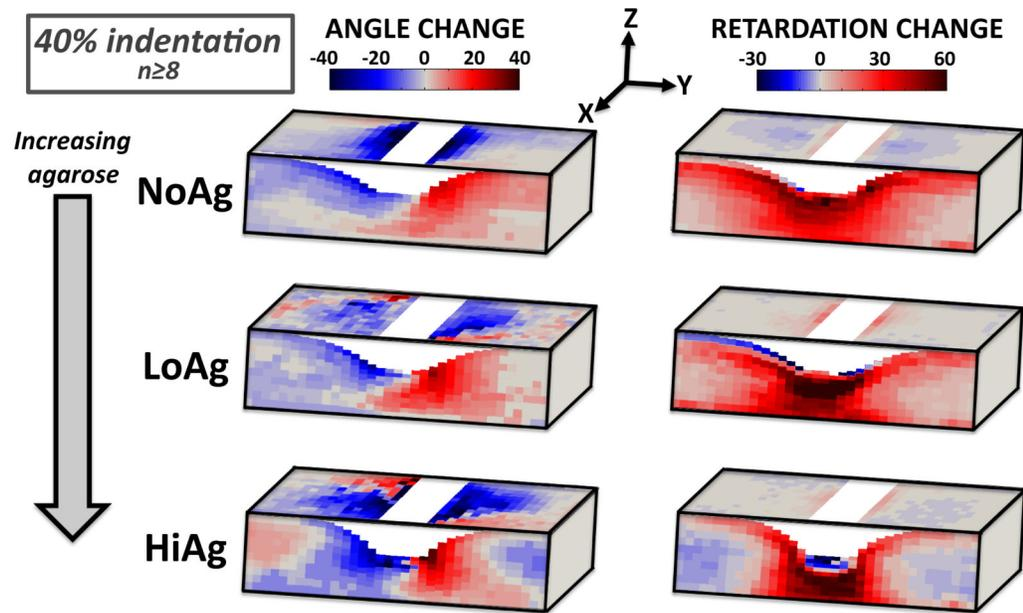 40% indentation
n≥8
ANGLE CHANGE
-40 -20 0 20 40
Z
Y
X
RETARDATION CHANGE
-30 0 30 60
Increasing
agarose
NoAg
LoAg
HiAg